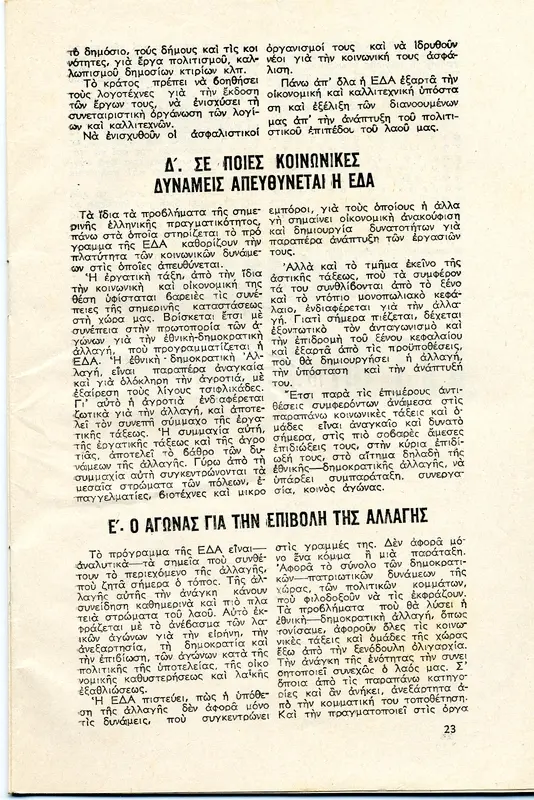 τὸ δημόσιο, τούς δήμους καὶ τὶς κοι
νότητες, γιὰ ἔργα πολιτισμοῦ, καλ-
λωπισμοῦ δημοσίων κτιρίων κλπ.
Τὸ κράτος πρέπει νὰ βοηθήσει
τοὺς λογοτέχνες γιὰ τὴν ἔκδοση
τῶν ἔργων τους, νὰ ἐνισχύσει τὴ
συνεταιριστικὴ ὀργάνωση τῶν λογί-
ων καὶ καλλιτεχνῶν.
Νὰ ἐνισχυθοῦν οἱ ἀσφαλιστικοί
ὀργανισμοί τους καὶ νὰ ἱδρυθοῦν
νέοι γιὰ τὴν κοινωνική τους ἀσφά-
λιση.
Πάνω ἀπ' ὅλα ἡ ΕΔΑ ἐξαρτᾶ τὴν
οἰκονομικὴ καὶ καλλιτεχνικὴ ὑπόστα
ση καὶ ἐξέλιξη τῶν διανοουμένων
μας ἀπ' τὴν ἀνάπτυξη τοῦ πολιτι-
στικοῦ ἐπιπέδου τοῦ λαοῦ μας.
Δ΄. ΣΕ ΠΟΙΕΣ ΚΟΙΝΩΝΙΚΕΣ
ΔΥΝΑΜΕΙΣ ΑΠΕΥΘΥΝΕΤΑΙ Η ΕΔΑ
Τὰ ἴδια τὰ προβλήματα τῆς σημε-
ρινῆς ἑλληνικῆς πραγματικότητος,
πάνω στὰ ὁποῖα στηρίζεται τὸ πρό
γραμμα τῆς ΕΔΑ καθορίζουν τὴν
πλατύτητα τῶν κοινωνικῶν δυνάμε-
ων στὶς ὁποῖες ἀπευθύνεται.
Ἡ ἐργατικὴ τάξη, ἀπὸ τὴν ἴδια
τὴν κοινωνικὴ καὶ οἰκονομική της
θέση ὑφίσταται βαρειὲς τὶς συνέ-
πειες τῆς σημερινῆς καταστάσεως
στὴ χώρα μας. Βρίσκεται ἔτσι μὲ
συνέπεια στὴν πρωτοπορία τῶν ἀ-
γώνων γιὰ τὴν ἐθνικὴ-δημοκρατικὴ
ἀλλαγή, ποὺ προγραμματίζεται ἡ
ΕΔΑ. Ἡ ἐθνικὴ - δημοκρατικὴ Ἀλ-
λαγή, εἶναι παραπέρα ἀναγκαία
καὶ γιὰ ὁλόκληρη τὴν ἀγροτιά, μὲ
ἐξαίρεση τοὺς λίγους τσιφλικάδες.
Γι' αὐτὸ ἡ ἀγροτιὰ ἐνδιαφέρεται
ζωτικὰ γιὰ τὴν ἀλλαγή, καὶ ἀποτε-
λεῖ τὸν συνεπῆ σύμμαχο τῆς ἐργα-
τικῆς τάξεως. Ἡ συμμαχία αὐτή,
τῆς ἐργατικῆς τάξεως καὶ τῆς ἀγρο
τιᾶς, ἀποτελεῖ τὸ βάθρο τῶν δυ-
νάμεων τῆς ἀλλαγῆς. Γύρω ἀπὸ τὴ
συμμαχία αὐτὴ συγκεντρώνονται τὰ
μεσαῖα στρώματα τῶν πόλεων, ἐ-
παγγελματίες, βιοτέχνες καὶ μικρο
εμπόροι, γιὰ τοὺς ὁποίους ἡ ἀλλα
γὴ σημαίνει οἰκονομικὴ ἀνακούφιση
καὶ δημιουργία δυνατοτήτων γιὰ
παραπέρα ἀνάπτυξη τῶν ἐργασιῶν
τους.
Ἀλλὰ καὶ τὸ τμῆμα ἐκεῖνο τῆς
ἀστικῆς τάξεως, ποὺ τὰ συμφέρον
τά του συνθλίβονται ἀπὸ τὸ ξένο
καὶ τὸ ντόπιο μονοπωλιακὸ κεφά-
λαιο, ἐνδιαφέρεται γιὰ τὴν ἀλλα-
γή. Γιατὶ σήμερα πιέζεται, δέχεται
ἐξοντωτικὸ τὸν ἀνταγωνισμὸ καὶ
τὴν ἐπιδρομὴ τοῦ ξένου κεφαλαίου
καὶ ἐξαρτᾶ ἀπὸ τὶς προϋποθέσεις,
ποὺ θὰ δημιουργήσει ἡ ἀλλαγή,
τὴν ὑπόσταση καὶ τὴν ἀνάπτυξή
του.
Ἔτσι παρὰ τὶς ἐπιμέρους ἀντι-
θέσεις συμφερόντων ἀνάμεσα στὶς
παραπάνω κοινωνικὲς τάξεις καὶ ὁ-
μάδες εἶναι ἀναγκαῖο καὶ δυνατὸ
σήμερα, στὶς πιὸ σοβαρὲς ἄμεσες
ἐπιδιώξεις τους, στὴν κύρια ἐπιδί-
ωξή τους, στὸ αἴτημα δηλαδὴ τῆς
ἐθνικῆς—δημοκρατικῆς ἀλλαγῆς, νὰ
ὑπάρξει συμπαράταξη, συνεργα-
σία, κοινὸς ἀγώνας.
Ε΄. Ο ΑΓΩΝΑΣ ΓΙΑ ΤΗΝ ΕΠΙΒΟΛΗ ΤΗΣ ΑΛΛΑΓΗΣ
Τὸ πρόγραμμα τῆς ΕΔΑ εἶναι—
ἀναλυτικὰ—τὰ σημεῖα ποὺ συνθέ-
τουν τὸ περιεχόμενο τῆς ἀλλαγῆς,
ποὺ ζητᾶ σήμερα ὁ τόπος. Τῆς ἀλ-
λαγῆς αὐτῆς τὴν ἀνάγκη κάνουν
συνείδηση καθημερινὰ καὶ πιὸ πλα
τειὰ στρώματα τοῦ λαοῦ. Αὐτὸ ἐκ-
φράζεται μὲ τὸ ἀνέβασμα τῶν λα-
ϊκῶν ἀγώνων γιὰ τὴν εἰρήνη, τὴν
ἀνεξαρτησία, τὴ δημοκρατία καὶ
τὴν ἐπιβίωση, τῶν ἀγώνων κατὰ τῆς
πολιτικῆς τῆς ὑποτελείας, τῆς οἰκο
νομικῆς καθυστερήσεως καὶ λαϊκῆς
ἐξαθλιώσεως.
Ἡ ΕΔΑ πιστεύει, πὼς ἡ ὑπόθε-
ση τῆς ἀλλαγῆς δὲν ἀφορᾶ μόνο
τὶς δυνάμεις, ποὺ συγκεντρώνει
στὶς γραμμές της. Δὲν ἀφορᾶ μό-
νο ἕνα κόμμα ἢ μιὰ παράταξη.
Ἀφορᾶ τὸ σύνολο τῶν δημοκρατι-
κῶν—πατριωτικῶν δυνάμεων τῆς
χώρας, τῶν πολιτικῶν κομμάτων,
ποὺ φιλοδοξοῦν νὰ τὶς ἐκφράζουν.
Τὰ προβλήματα ποὺ θὰ λύσει ἡ
ἐθνικὴ—δημοκρατικὴ ἀλλαγή, ὅπως
τονίσαμε, ἀφοροῦν ὅλες τὶς κοινω
νικὲς τάξεις καὶ ὁμάδες τῆς χώρας
ἔξω ἀπὸ τὴν ξενόδουλη ὀλιγαρχία.
Τὴν ἀνάγκη τῆς ἑνότητας τὴν συνει
δητοποιεῖ συνεχῶς ὁ λαός μας. Σ'
ὅποια ἀπὸ τὶς παραπάνω κατηγο-
ρίες καὶ ἂν ἀνήκει, ἀνεξάρτητα ἀ-
πὸ τὴν κομματική του τοποθέτηση.
Καὶ τὴν πραγματοποιεῖ στὶς ὀργα
23